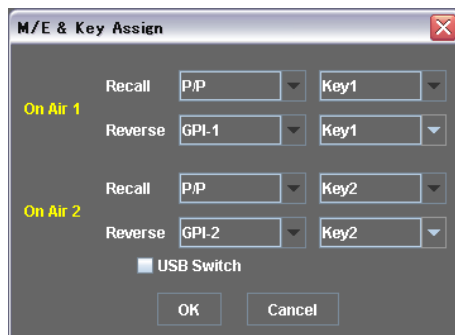 M/E & Key Assign
On Air 1
Recall P/P Key1
Reverse GPI-1 Key1
On Air 2
Recall P/P Key2
Reverse GPI-2 Key2
USB Switch
OK Cancel